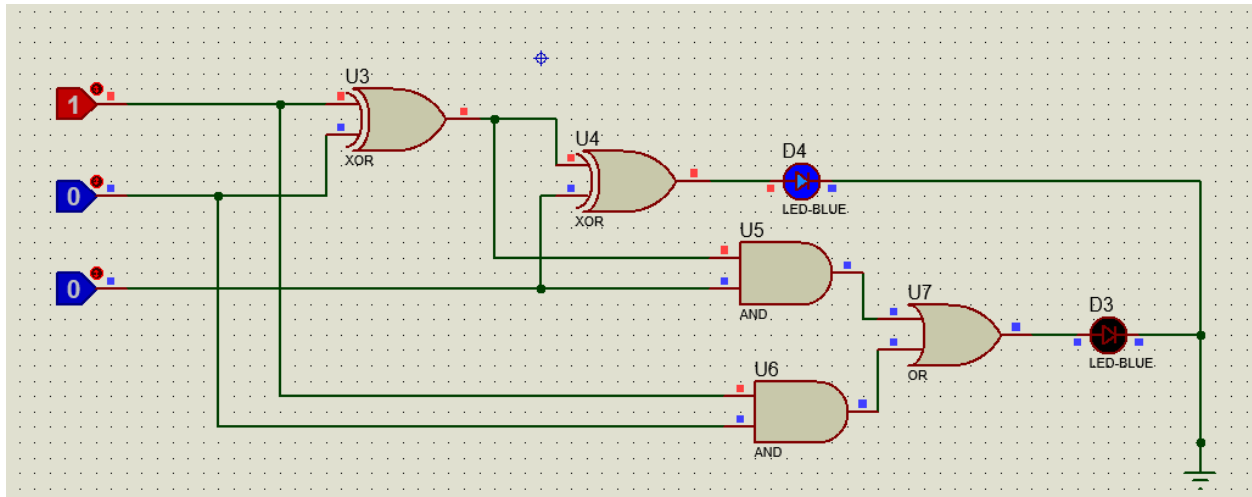 U3
1
XOR
U4
D4
0
XOR
LED-BLUE
U5
0
AND
U7
D3
LED-BLUE
OR
U6
AND